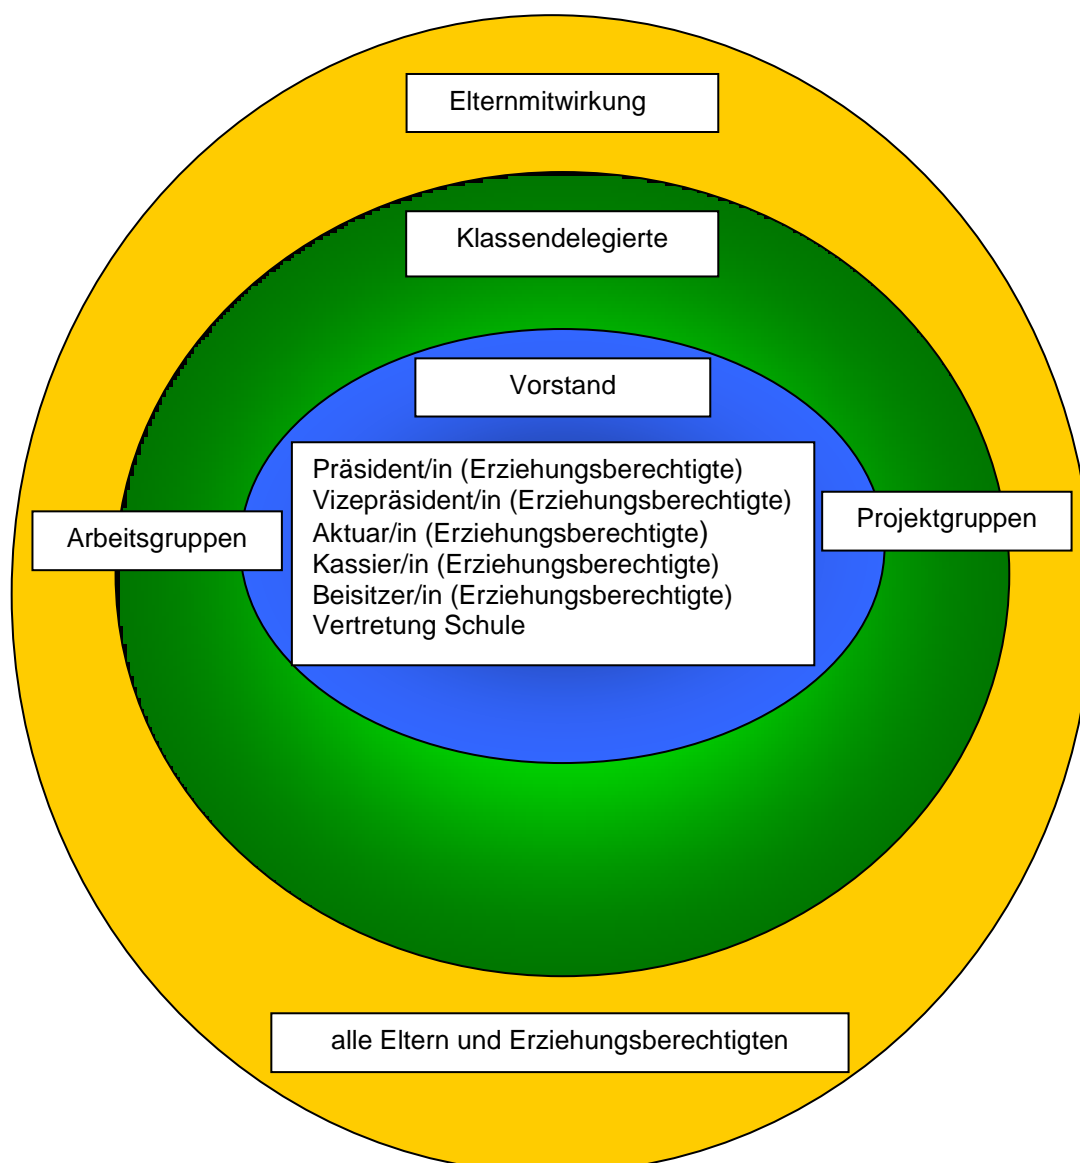 Elternmitwirkung
Klassendelegierte
Vorstand
Präsident/in (Erziehungsberechtigte)
Vizepräsident/in (Erziehungsberechtigte)
Aktuar/in (Erziehungsberechtigte)
Kassier/in (Erziehungsberechtigte)
Beisitzer/in (Erziehungsberechtigte)
Vertretung Schule
Arbeitsgruppen
Projektgruppen
alle Eltern und Erziehungsberechtigten